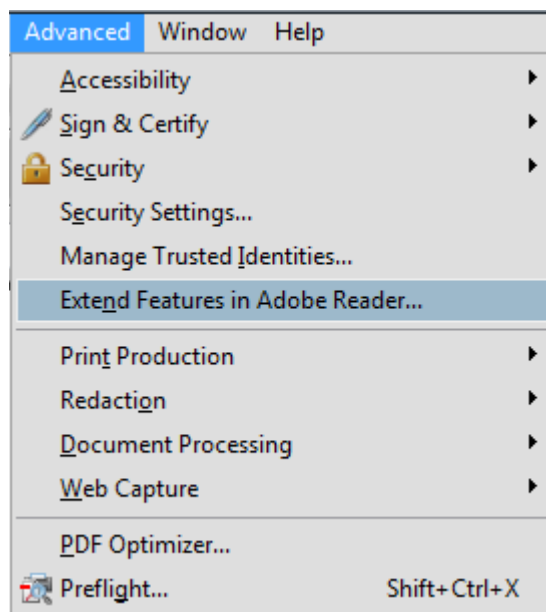 Advanced Window Help
Accessibility
Sign & Certify
Security
Security Settings...
Manage Trusted Identities...
Extend Features in Adobe Reader...
Print Production
Redaction
Document Processing
Web Capture
PDF Optimizer...
Preflight... Shift+Ctrl+X